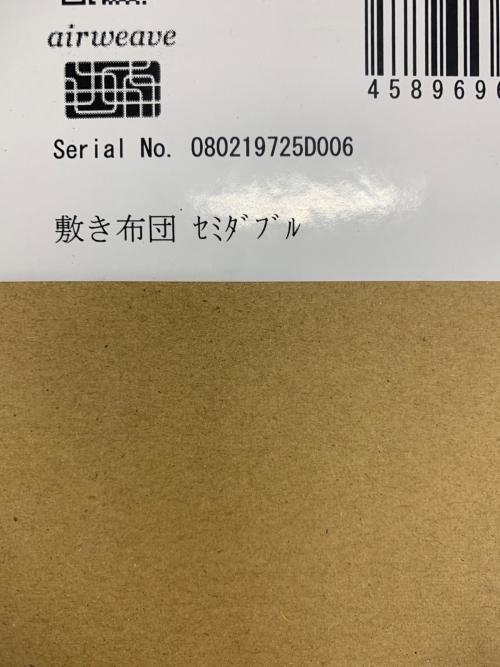 airweave
4589696
Serial No. 080219725D006
敷き布団 ｾﾐﾀﾞﾌﾞﾙ